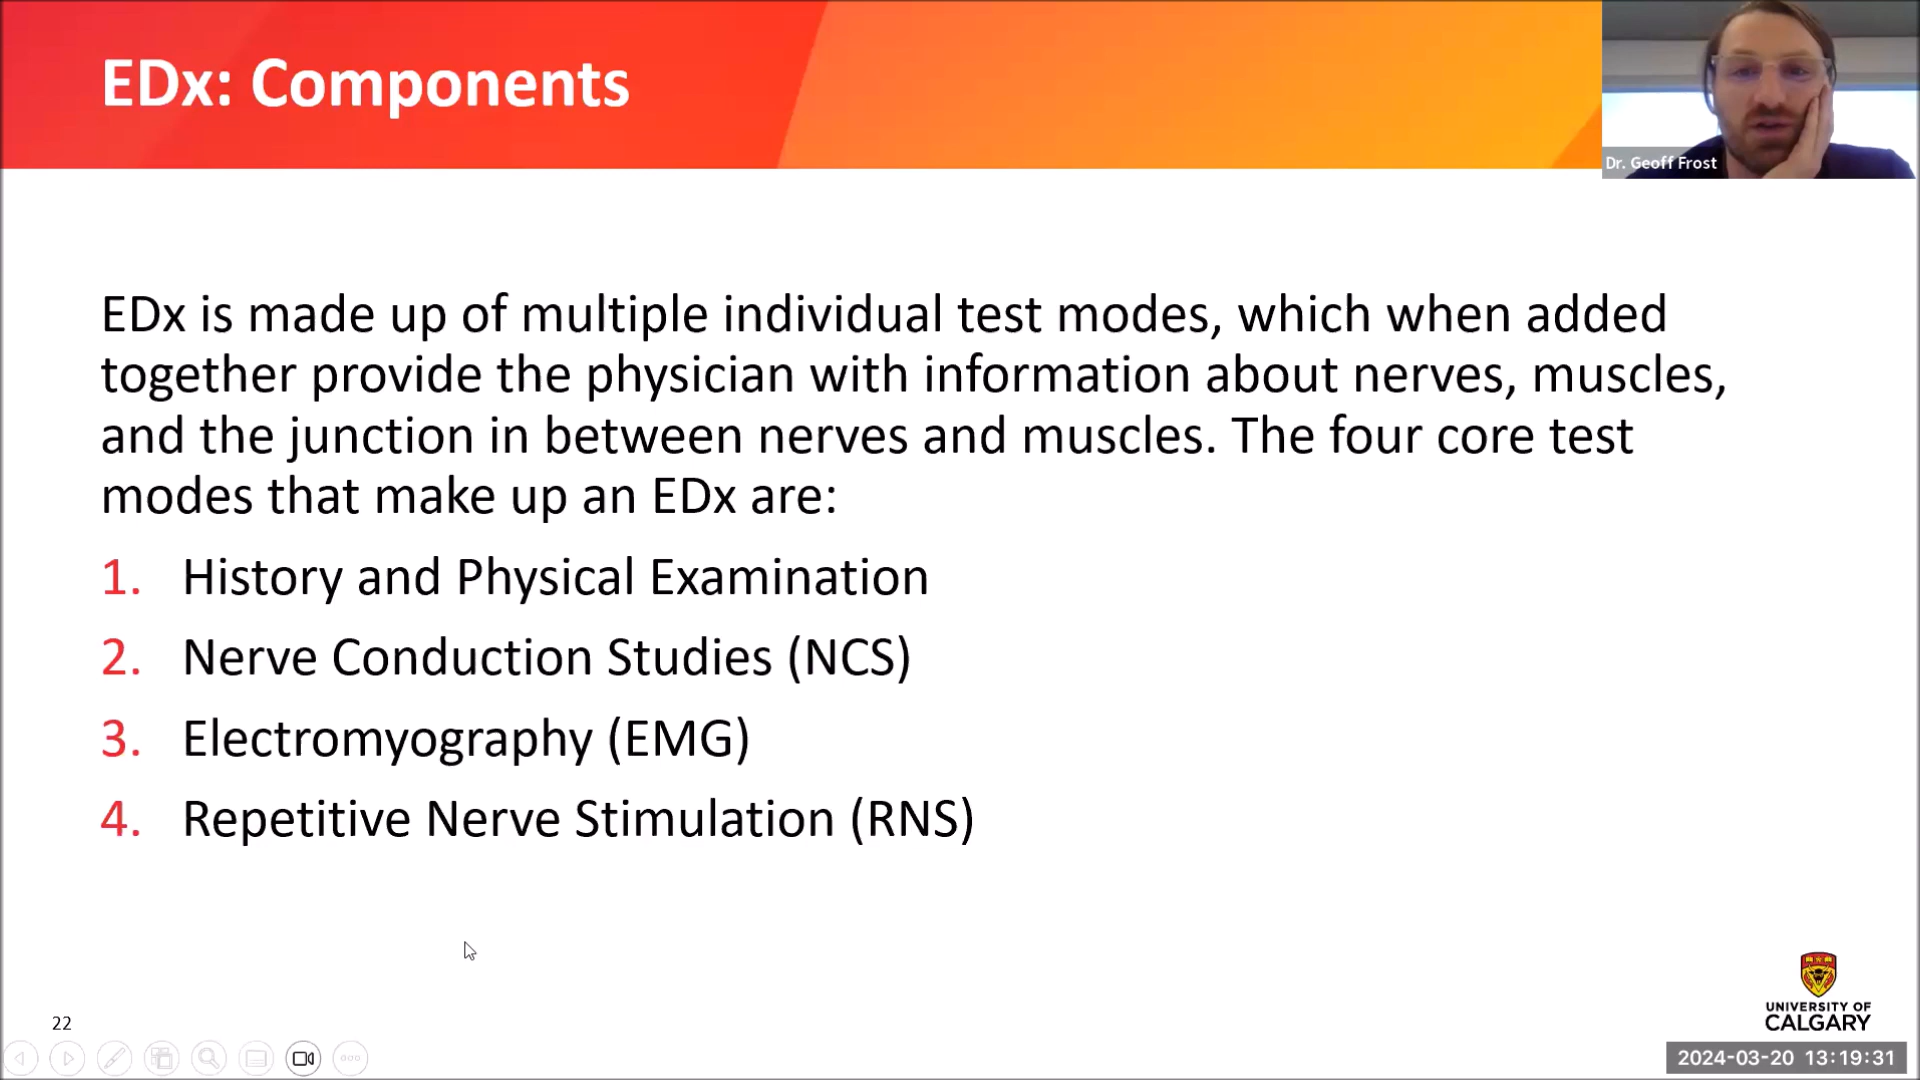 EDx: Components
Dr. Geoff Frost
EDx is made up of multiple individual test modes, which when added
together provide the physician with information about nerves, muscles,
and the junction in between nerves and muscles. The four core test
modes that make up an EDx are:
1. History and Physical Examination
2. Nerve Conduction Studies (NCS)
3. Electromyography (EMG)
4. Repetitive Nerve Stimulation (RNS)
22
UNIVERSITY OF
CALGARY
2024-03-20 13:19:31